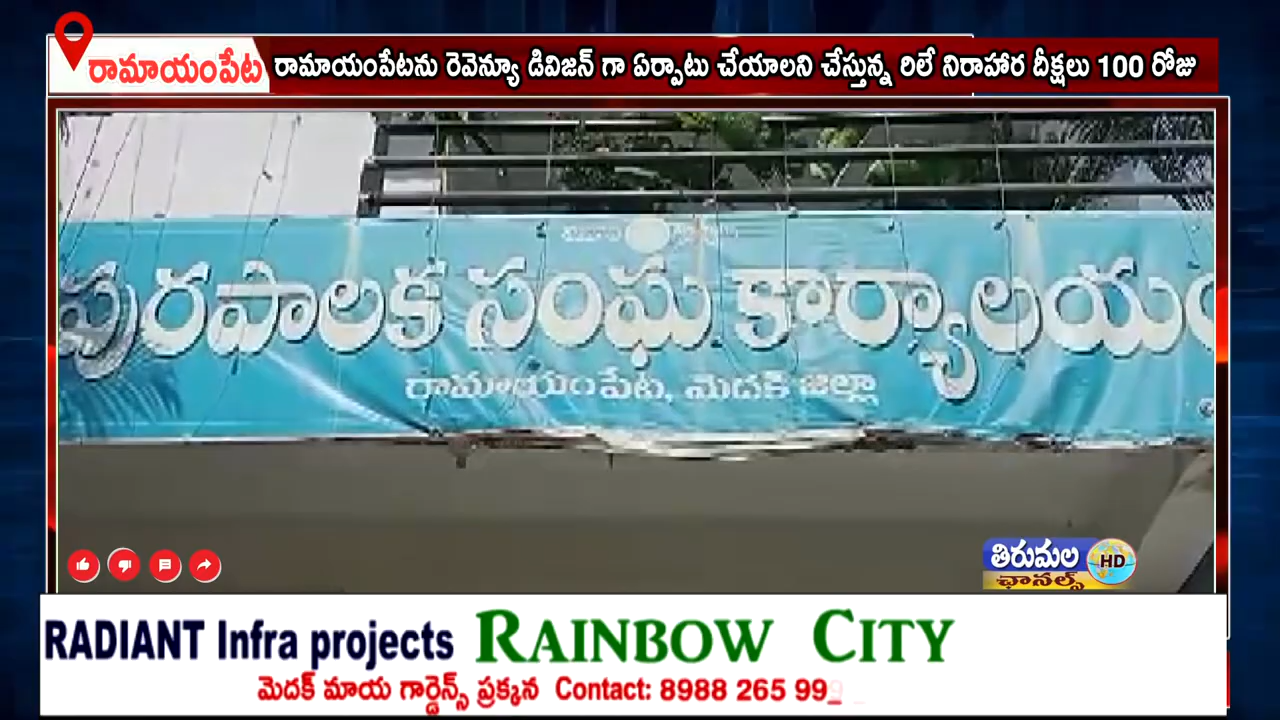 రామాయంపేట
రామాయంపేటను రెవెన్యూ డివిజన్ గా ఏర్పాటు చేయాలని చేస్తున్న రిలే నిరాహార దీక్షలు 100 రోజు
పురపాలక సంఘ కార్యాలయం
రామాయంపేట, మెదక్ జిల్లా
తిరుమల
ఛానల్స్
HD
RADIANT Infra projects RAINBOW CITY
మెదక్ మాయ గార్డెన్స్ ప్రక్కన Contact: 8988 265 99